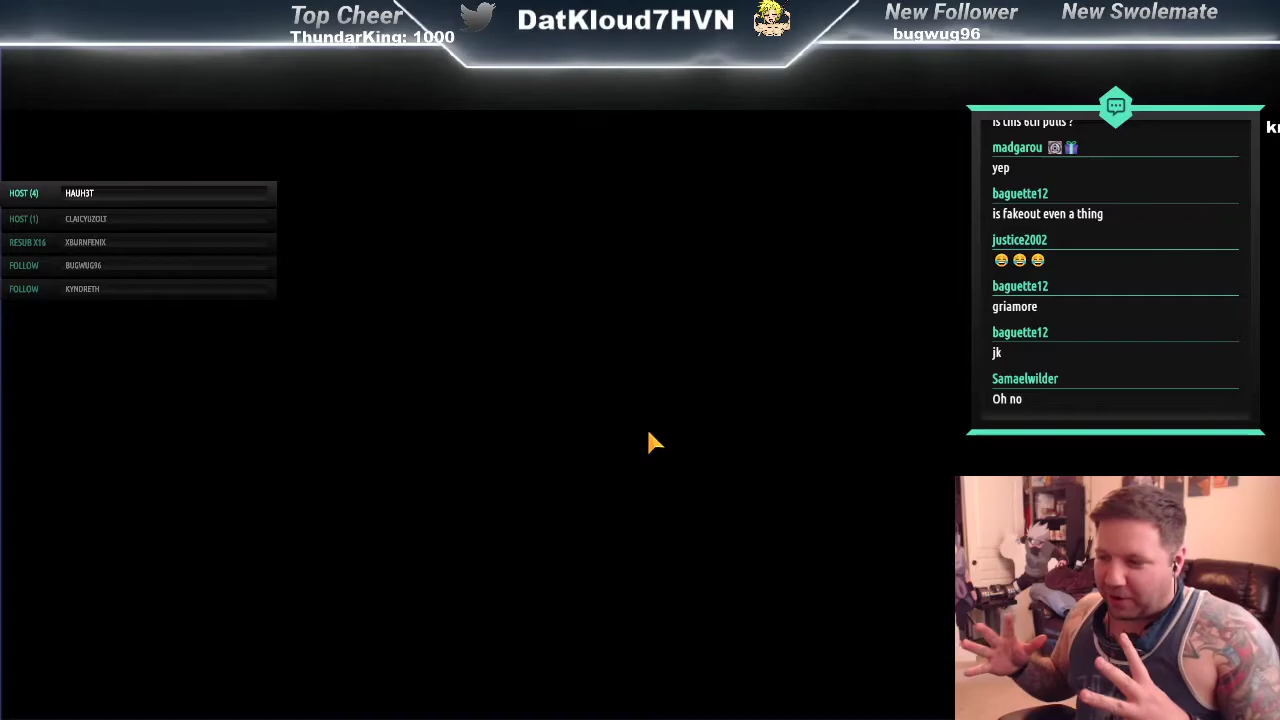 Top Cheer
ThundarKing: 1000
DatKloud7HVN
New Follower
bugwug96
New Swolemate
HOST (4) HAUH3T
HOST (1) CLAICYUZOLT
RESUB X16 XBURNFENIX
FOLLOW BUGWUG96
FOLLOW KYNDRETH
is this 6th pulls ?
madgarou
yep
baguette12
is fakeout even a thing
justice2002
😂 😂 😂
baguette12
griamore
baguette12
jk
Samaelwilder
Oh no